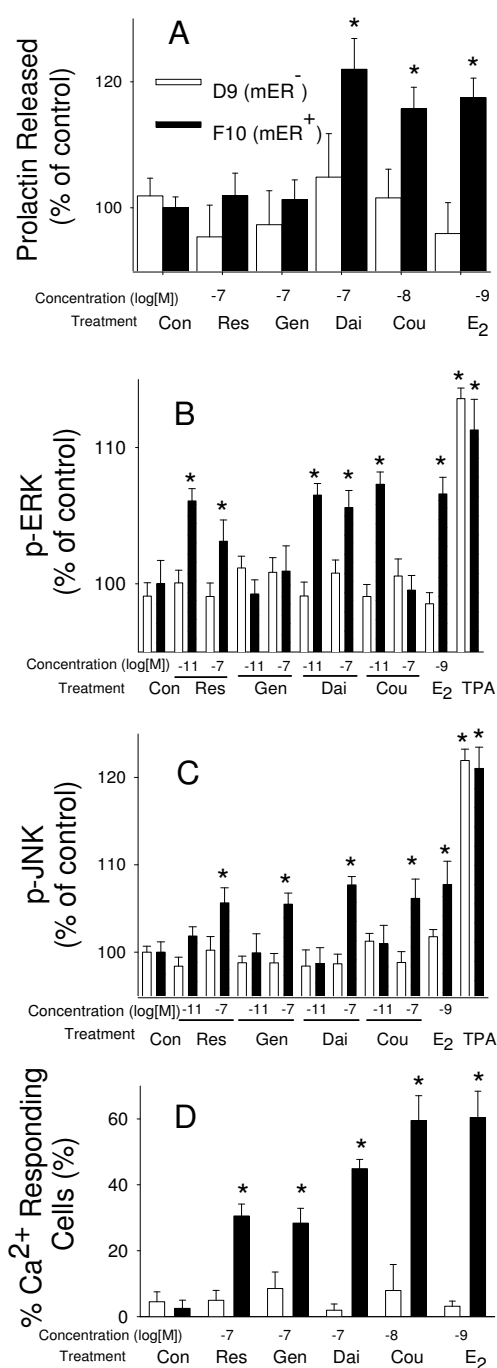 A
Prolactin Released
(% of control)
120
100
D9 (mER-)
F10 (mER+)
* * *
Concentration (log[M]) -7 -7 -7 -8 -9
Treatment Con Res Gen Dai Cou E2
B
p-ERK
(% of control)
110
100
* * * * * * * *
Concentration (log[M]) -11 -7 -11 -7 -11 -7 -11 -7 -9
Treatment Con Res Gen Dai Cou E2 TPA
C
p-JNK
(% of control)
120
110
100
* * * * * * *
Concentration (log[M]) -11 -7 -11 -7 -11 -7 -11 -7 -9
Treatment Con Res Gen Dai Cou E2 TPA
D
% Ca2+ Responding
Cells (%)
60
40
20
0
* * * * *
Concentration (log[M]) -7 -7 -7 -8 -9
Treatment Con Res Gen Dai Cou E2